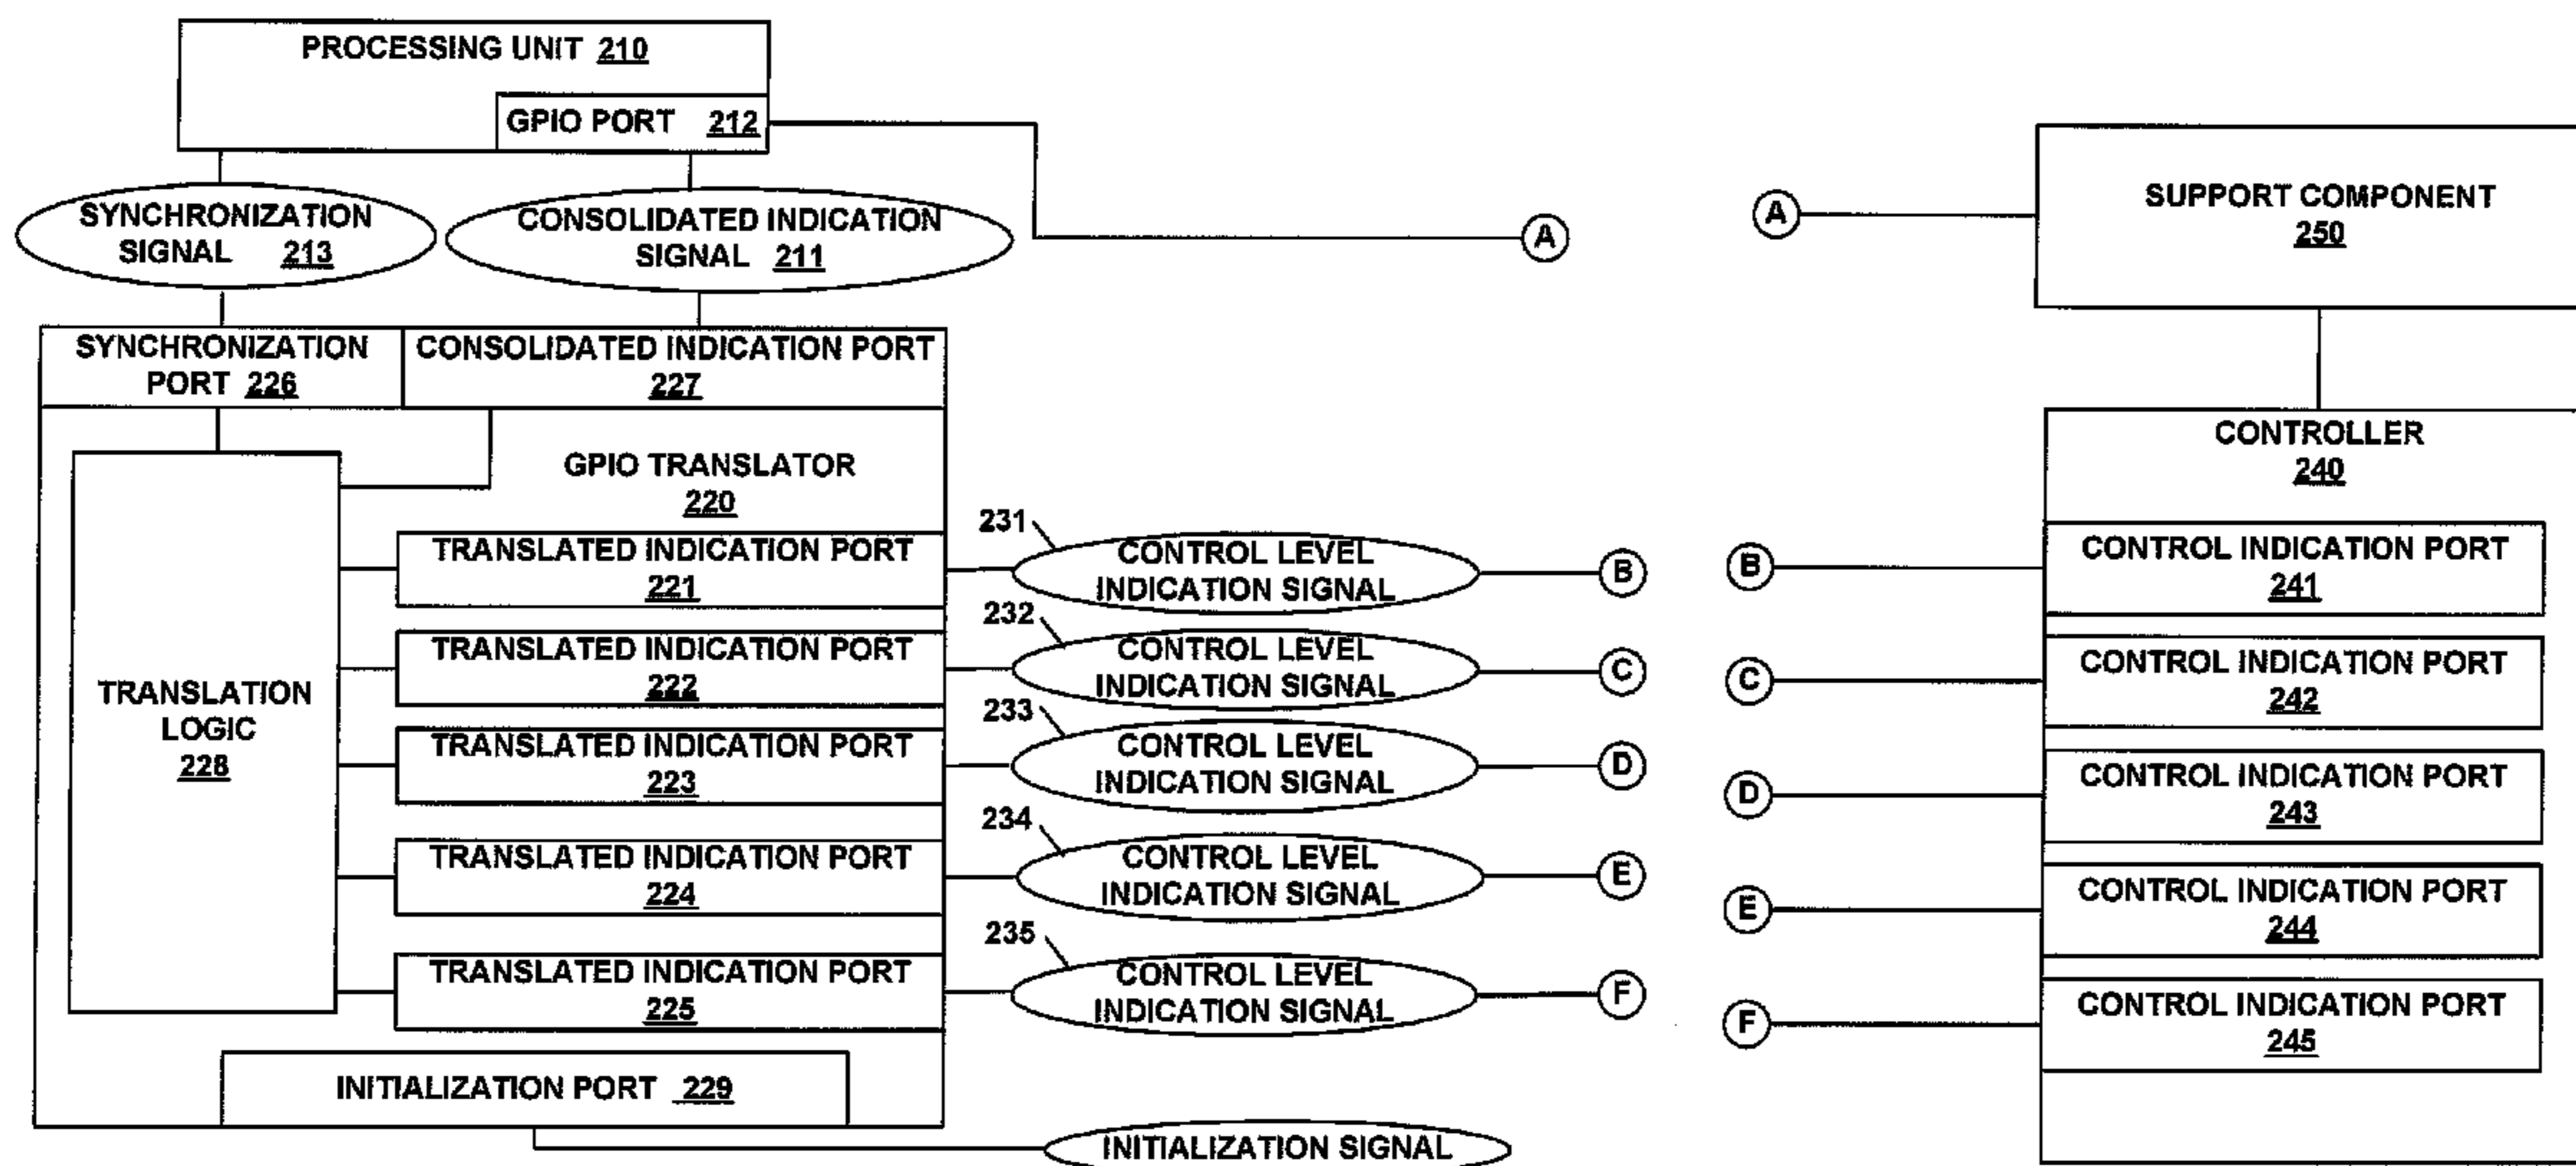 PROCESSING UNIT 210
GPIO PORT 212
SYNCHRONIZATION
SIGNAL 213
CONSOLIDATED INDICATION
SIGNAL 211
A
A
SUPPORT COMPONENT
250
SYNCHRONIZATION
PORT 226
CONSOLIDATED INDICATION PORT
227
GPIO TRANSLATOR
220
CONTROLLER
240
TRANSLATION
LOGIC
228
TRANSLATED INDICATION PORT
221
231
CONTROL LEVEL
INDICATION SIGNAL
B
B
CONTROL INDICATION PORT
241
TRANSLATED INDICATION PORT
222
232
CONTROL LEVEL
INDICATION SIGNAL
C
C
CONTROL INDICATION PORT
242
TRANSLATED INDICATION PORT
223
233
CONTROL LEVEL
INDICATION SIGNAL
D
D
CONTROL INDICATION PORT
243
TRANSLATED INDICATION PORT
224
234
CONTROL LEVEL
INDICATION SIGNAL
E
E
CONTROL INDICATION PORT
244
TRANSLATED INDICATION PORT
225
235
CONTROL LEVEL
INDICATION SIGNAL
F
F
CONTROL INDICATION PORT
245
INITIALIZATION PORT 229
INITIALIZATION SIGNAL